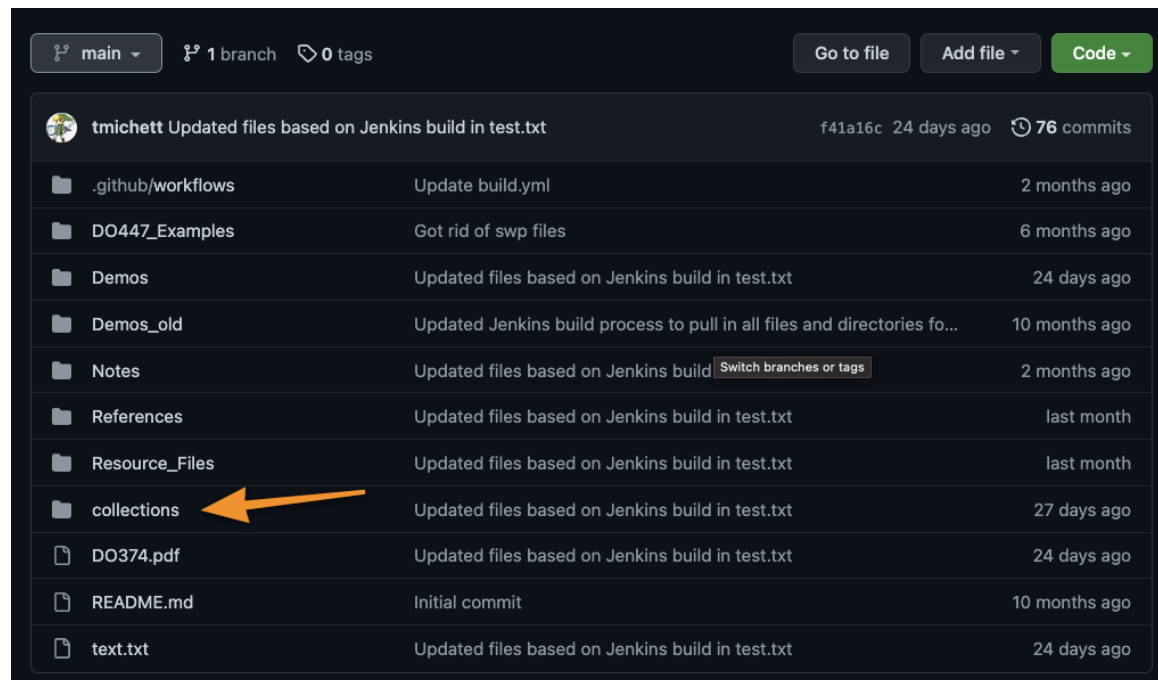 main 1 branch 0 tags Go to file Add file Code
tmichett Updated files based on Jenkins build in test.txt f41a16c 24 days ago 76 commits
.github/workflows Update build.yml 2 months ago
DO447_Examples Got rid of swp files 6 months ago
Demos Updated files based on Jenkins build in test.txt 24 days ago
Demos_old Updated Jenkins build process to pull in all files and directories fo... 10 months ago
Notes Updated files based on Jenkins build Switch branches or tags 2 months ago
References Updated files based on Jenkins build in test.txt last month
Resource_Files Updated files based on Jenkins build in test.txt last month
collections Updated files based on Jenkins build in test.txt 27 days ago
DO374.pdf Updated files based on Jenkins build in test.txt 24 days ago
README.md Initial commit 10 months ago
text.txt Updated files based on Jenkins build in test.txt 24 days ago